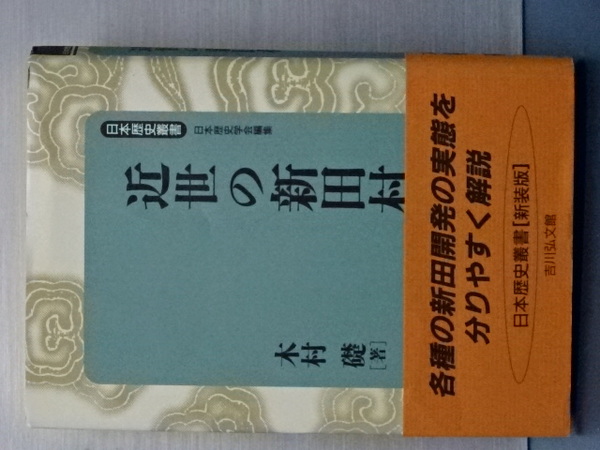 日本歴史叢書
日本歴史学会編集
近世の新田村
木村 礎[著]
各種の新田開発の実態を
分りやすく解説
日本歴史叢書[新装版]
吉川弘文館